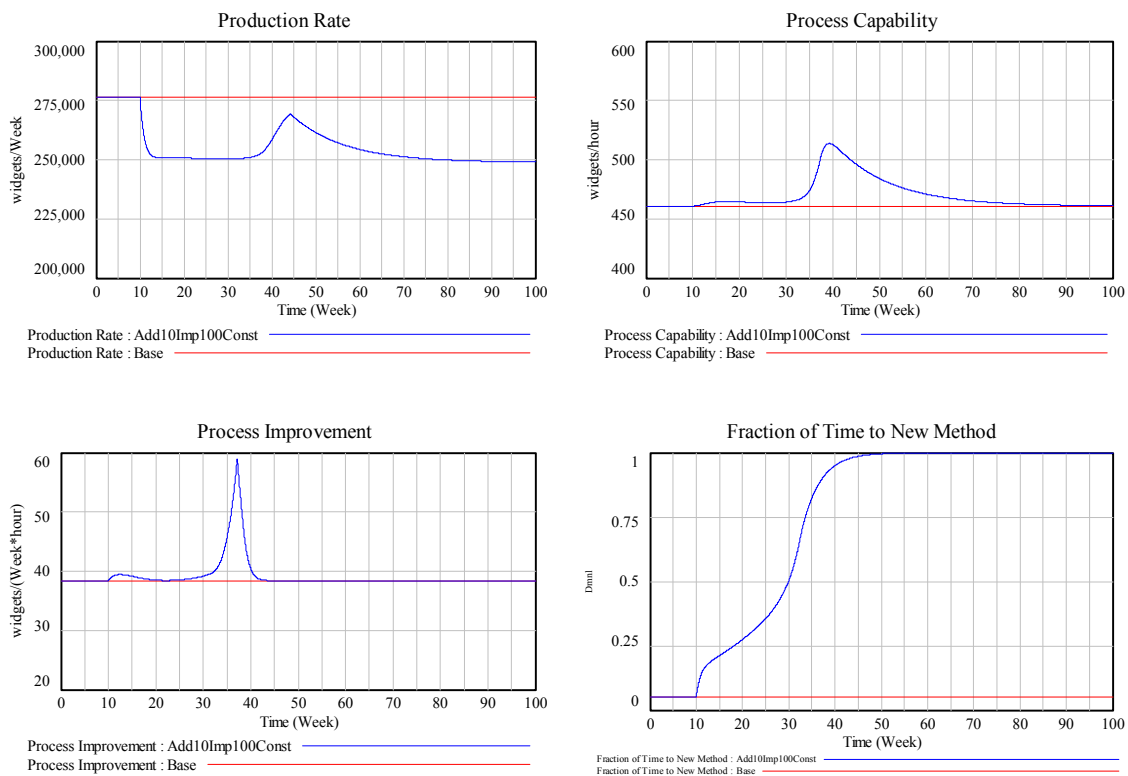 Production Rate
300,000
275,000
250,000
225,000
200,000
widgets/Week
0 10 20 30 40 50 60 70 80 90 100
Time (Week)
Production Rate : Add10Imp100Const
Production Rate : Base
Process Capability
600
550
500
450
400
widgets/hour
0 10 20 30 40 50 60 70 80 90 100
Time (Week)
Process Capability : Add10Imp100Const
Process Capability : Base
Process Improvement
60
50
40
30
20
widgets/(Week*hour)
0 10 20 30 40 50 60 70 80 90 100
Time (Week)
Process Improvement : Add10Imp100Const
Process Improvement : Base
Fraction of Time to New Method
1
0.75
0.5
0.25
0
Dmnl
0 10 20 30 40 50 60 70 80 90 100
Time (Week)
Fraction of Time to New Method : Add10Imp100Const
Fraction of Time to New Method : Base